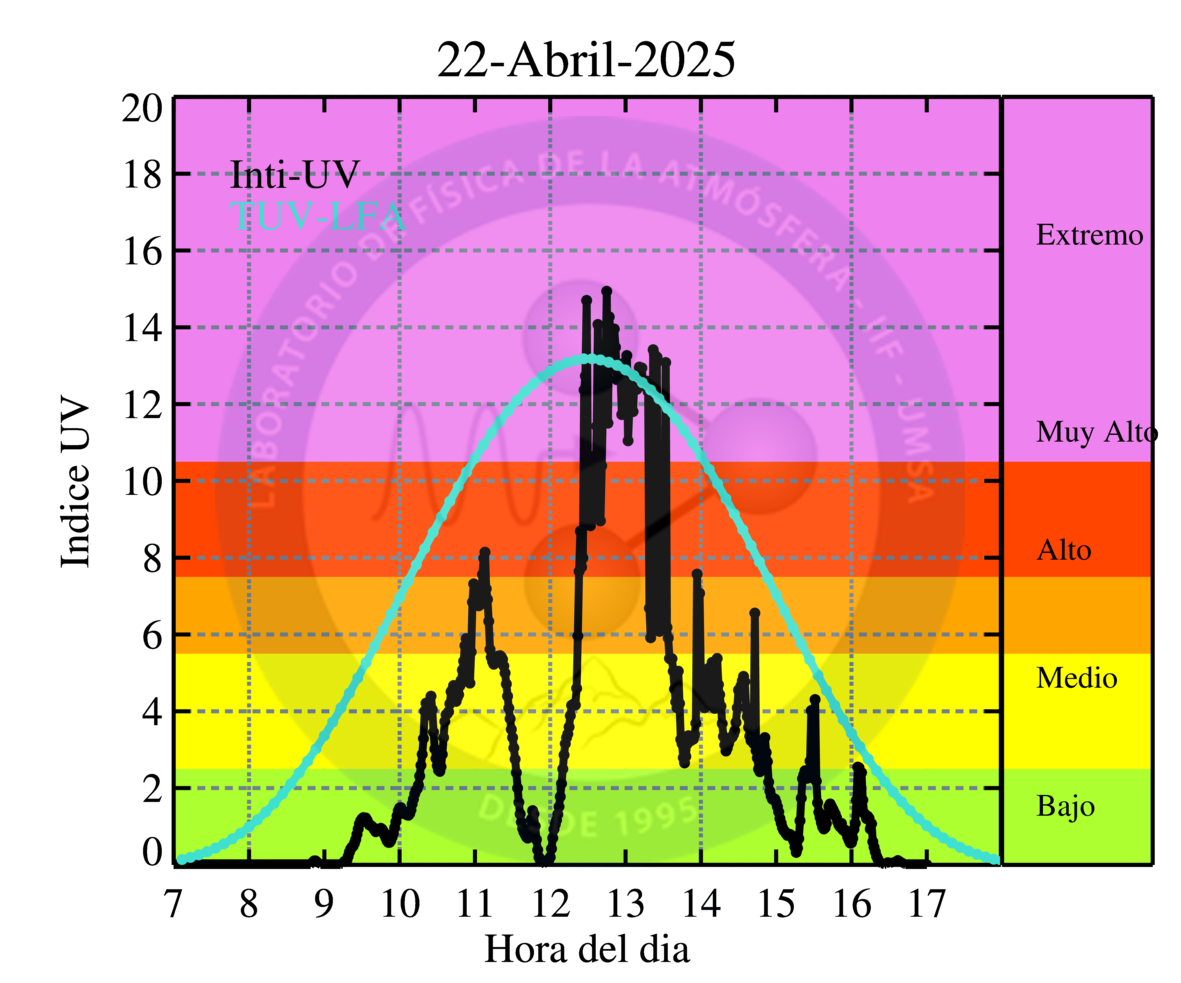 22-Abril-2025
20
18
16
14
12
10
8
6
4
2
0
Indice UV
Inti-UV
TUV-LFA
LABORATORIO DE FÍSICA DE LA ATMÓSFERA - IIF - UMSA
DESDE 1995
Extremo
Muy Alto
Alto
Medio
Bajo
7 8 9 10 11 12 13 14 15 16 17
Hora del dia